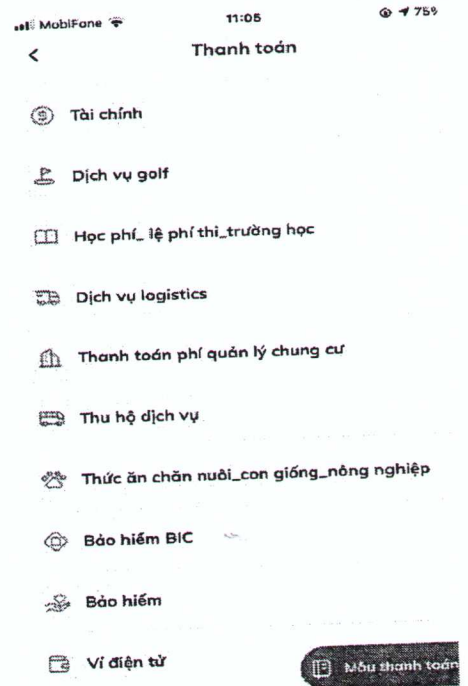 MobiFone 11:05 75%
Thanh toán
Tài chính
Dịch vụ golf
Học phí_ lệ phí thi_trường học
Dịch vụ logistics
Thanh toán phí quản lý chung cư
Thu hộ dịch vụ
Thức ăn chăn nuôi_con giống_nông nghiệp
Bảo hiểm BIC
Bảo hiểm
Ví điện tử
Mẫu thanh toán